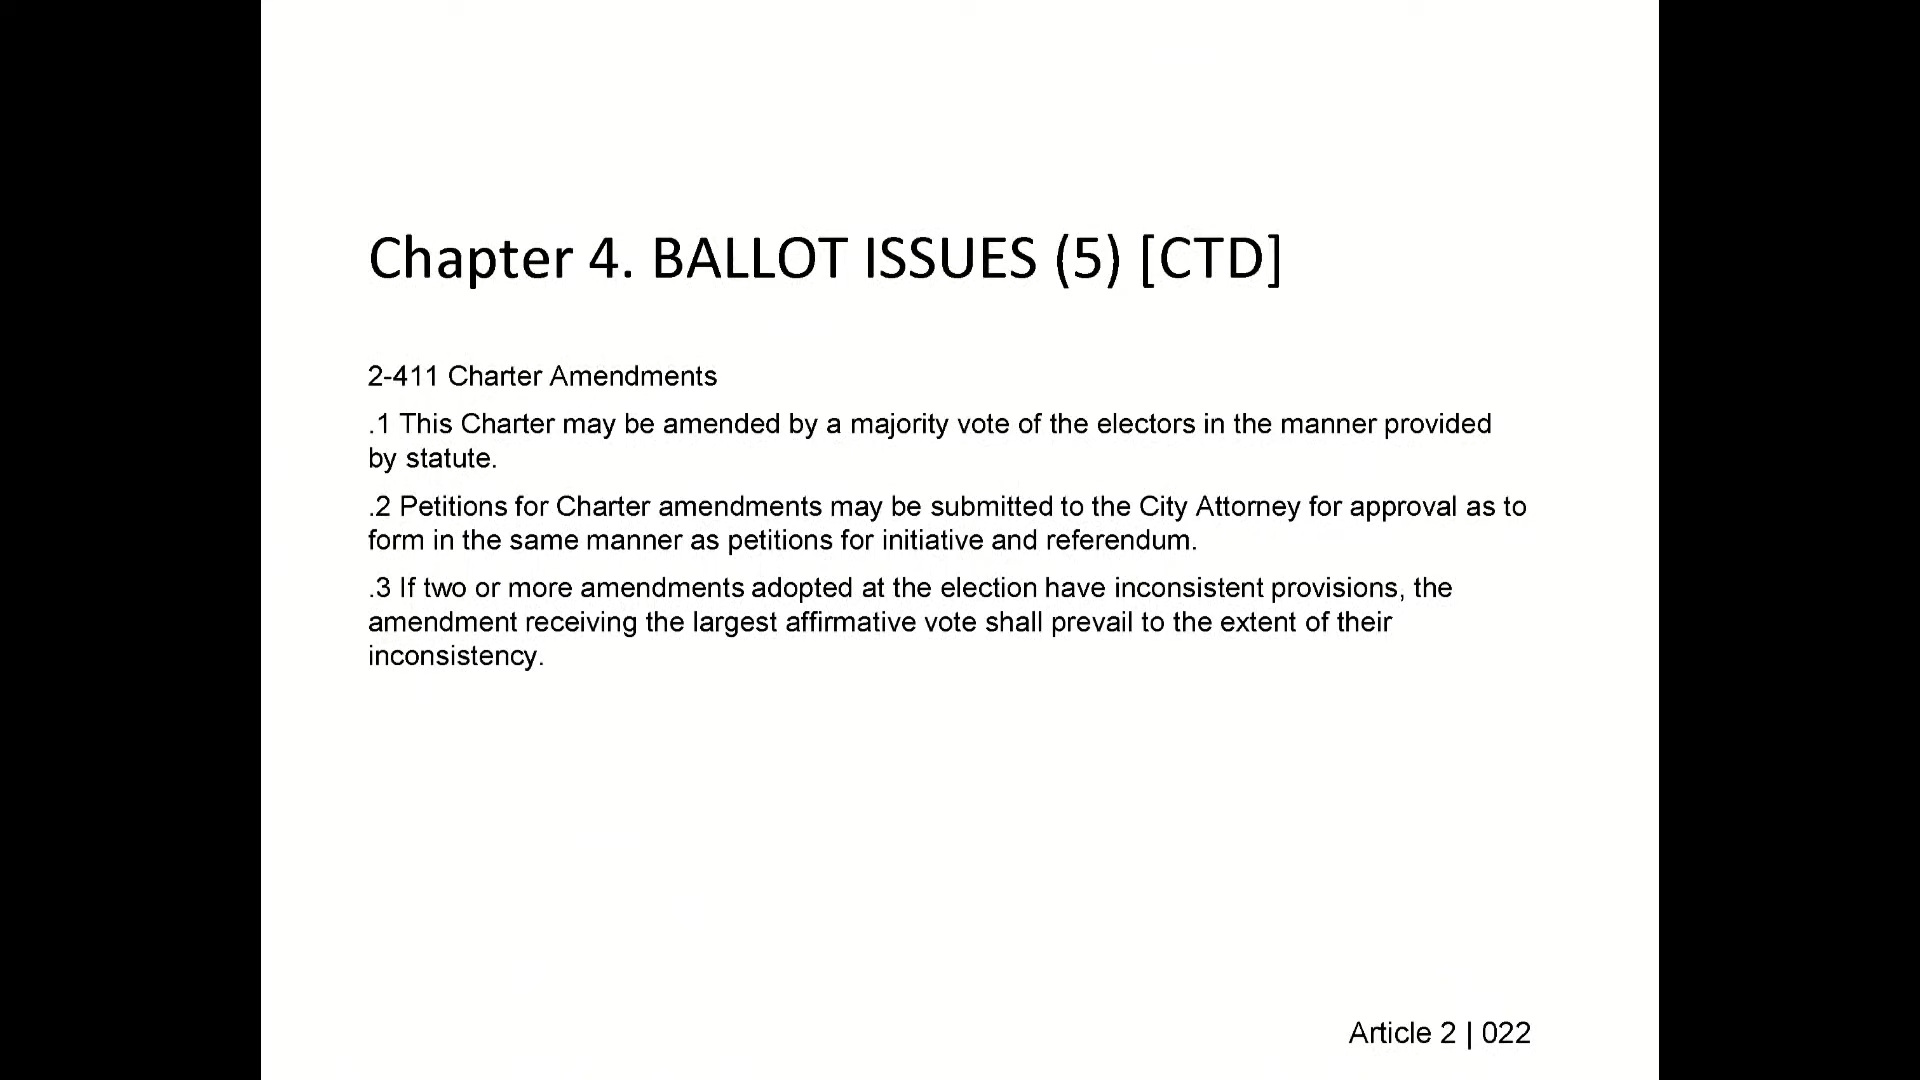 Chapter 4. BALLOT ISSUES (5) [CTD]
2-411 Charter Amendments
.1 This Charter may be amended by a majority vote of the electors in the manner provided
by statute.
.2 Petitions for Charter amendments may be submitted to the City Attorney for approval as to
form in the same manner as petitions for initiative and referendum.
.3 If two or more amendments adopted at the election have inconsistent provisions, the
amendment receiving the largest affirmative vote shall prevail to the extent of their
inconsistency.
Article 2 | 022